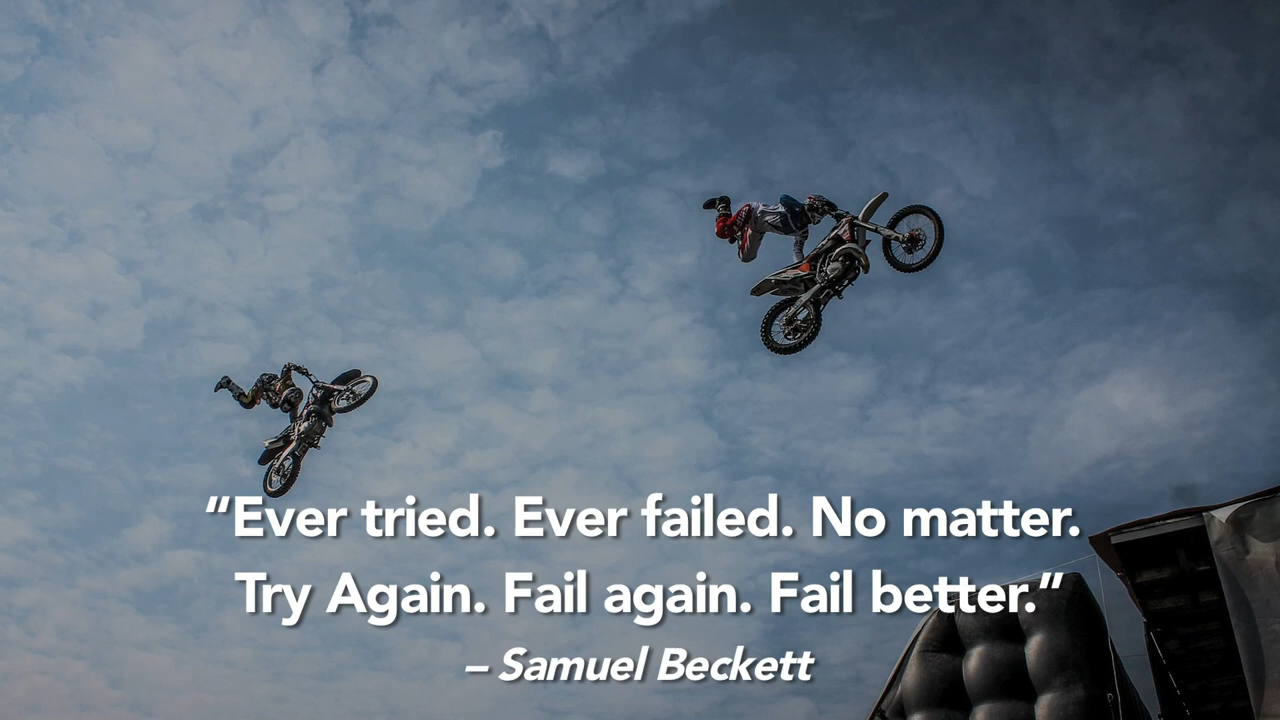 “Ever tried. Ever failed. No matter.
Try Again. Fail again. Fail better.”
– Samuel Beckett